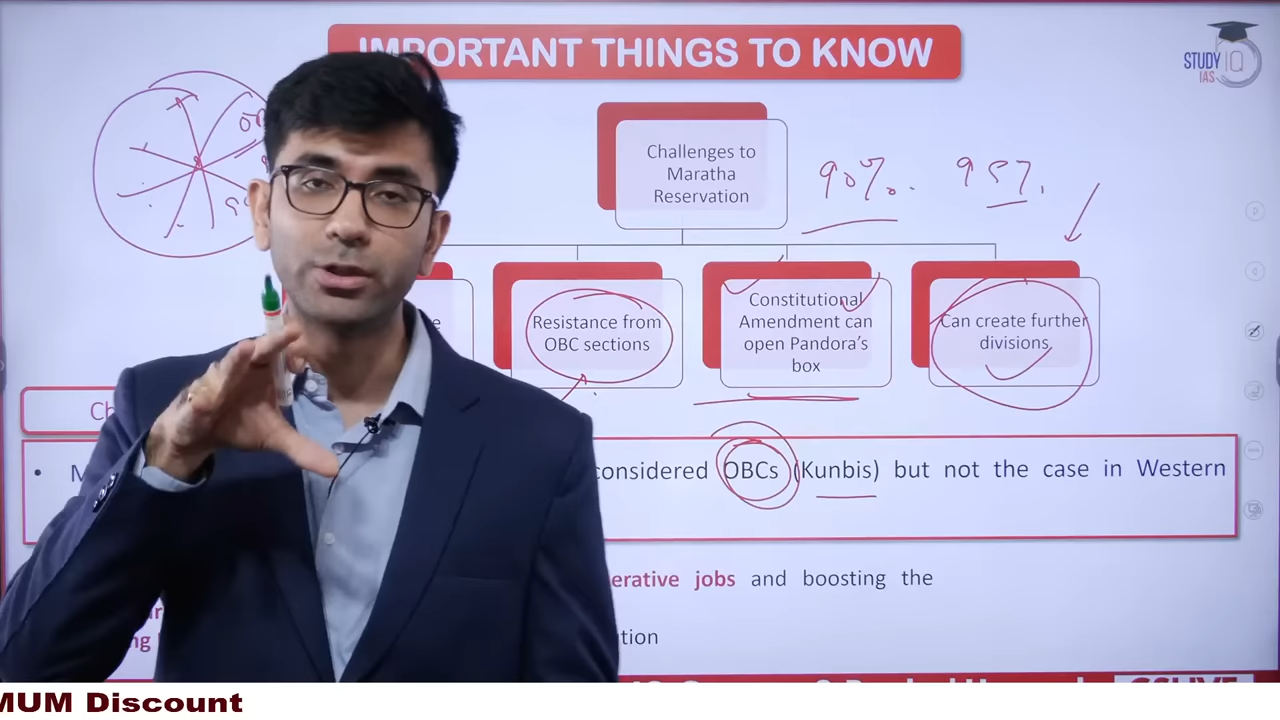 IMPORTANT THINGS TO KNOW
STUDY IQ
IAS
Challenges to
Maratha
Reservation
90%.
95%.
Resistance from
OBC sections
Constitutional
Amendment can
open Pandora's
box
Can create further
divisions
considered OBCs (Kunbis) but not the case in Western
erative jobs and boosting the
MUM Discount